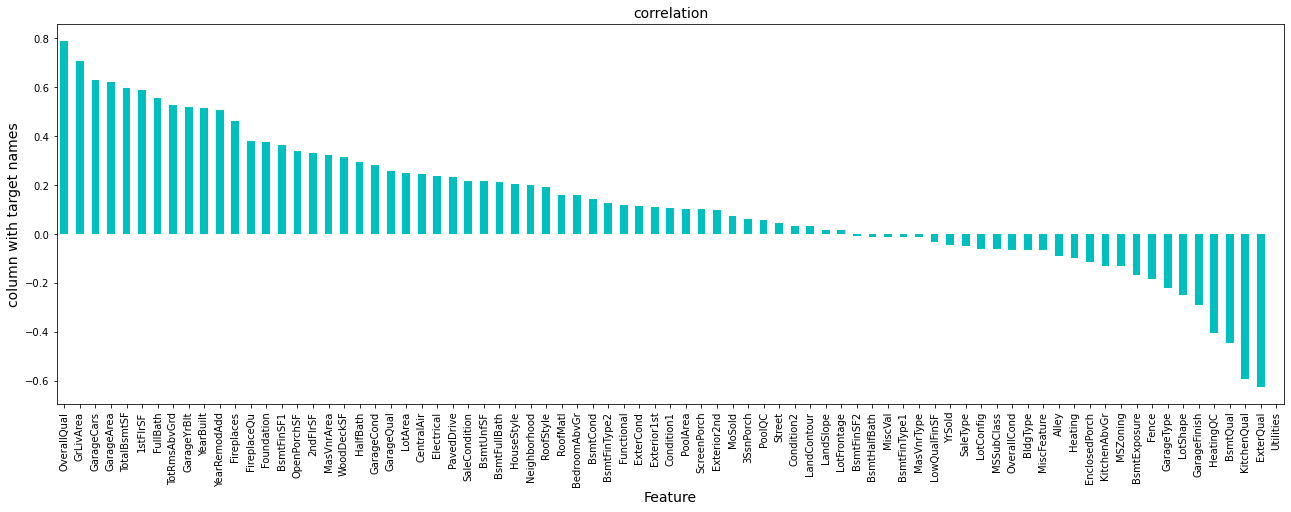 correlation
column with target names
0.8
0.6
0.4
0.2
0.0
−0.2
−0.4
−0.6
OverallQual
GrLivArea
GarageCars
GarageArea
TotalBsmtSF
1stFlrSF
FullBath
TotRmsAbvGrd
GarageYrBlt
YearBuilt
YearRemodAdd
Fireplaces
FireplaceQu
Foundation
BsmtFinSF1
OpenPorchSF
2ndFlrSF
MasVnrArea
WoodDeckSF
HalfBath
GarageCond
GarageQual
LotArea
CentralAir
Electrical
PavedDrive
SaleCondition
BsmtUnfSF
BsmtFullBath
HouseStyle
Neighborhood
RoofStyle
RoofMatl
BedroomAbvGr
BsmtCond
BsmtFinType2
Functional
ExterCond
Exterior1st
Condition1
PoolArea
ScreenPorch
Exterior2nd
MoSold
3SsnPorch
PoolQC
Street
Condition2
LandContour
LandSlope
LotFrontage
BsmtFinSF2
BsmtHalfBath
MiscVal
BsmtFinType1
MasVnrType
LowQualFinSF
YrSold
SaleType
LotConfig
MSSubClass
OverallCond
BldgType
MiscFeature
Alley
Heating
EnclosedPorch
KitchenAbvGr
MSZoning
BsmtExposure
Fence
GarageType
LotShape
GarageFinish
HeatingQC
BsmtQual
KitchenQual
ExterQual
Utilities
Feature